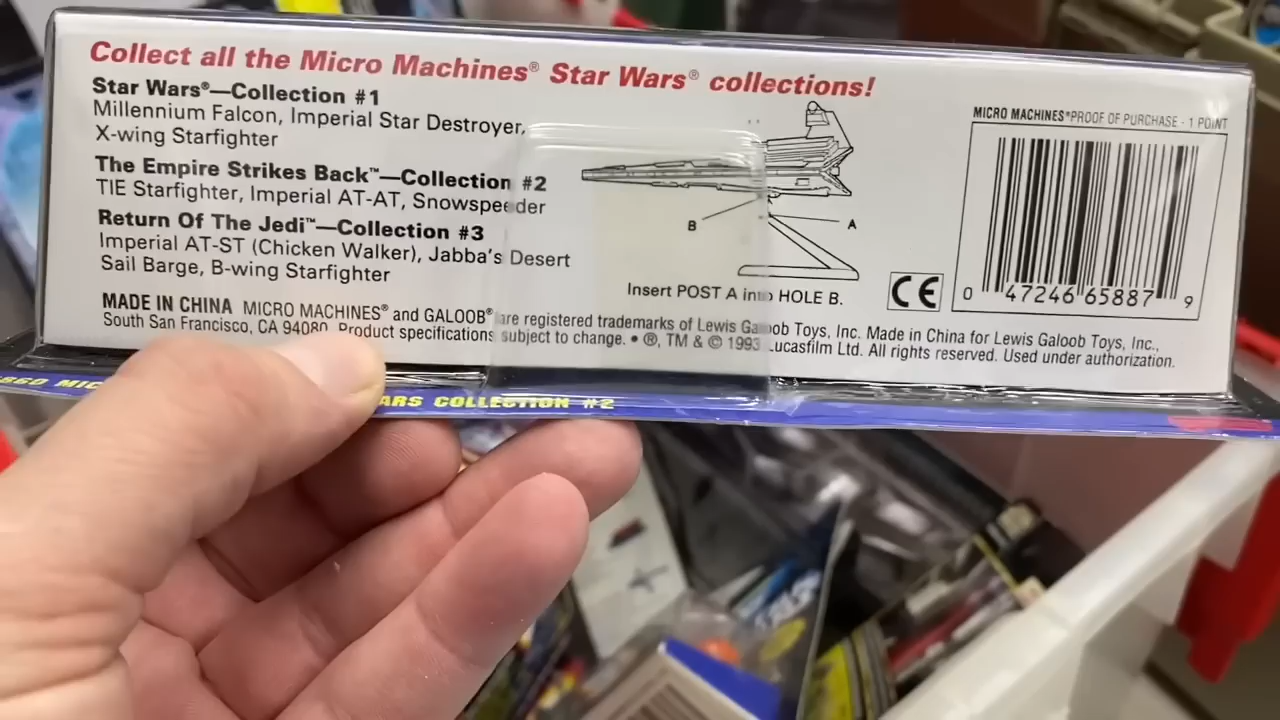 Collect all the Micro Machines® Star Wars® collections!
Star Wars®—Collection #1
Millennium Falcon, Imperial Star Destroyer,
X-wing Starfighter
The Empire Strikes Back™—Collection #2
TIE Starfighter, Imperial AT-AT, Snowspeeder
Return Of The Jedi™—Collection #3
Imperial AT-ST (Chicken Walker), Jabba's Desert
Sail Barge, B-wing Starfighter
B
A
Insert POST A into HOLE B.
CE
MICRO MACHINES® PROOF OF PURCHASE - 1 POINT
0 47246 65887 9
MADE IN CHINA MICRO MACHINES® and GALOOB® are registered trademarks of Lewis Galoob Toys, Inc. Made in China for Lewis Galoob Toys, Inc.,
South San Francisco, CA 94080 Product specifications subject to change. • ®, TM & © 1993 Lucasfilm Ltd. All rights reserved. Used under authorization.
COLLECTION #2